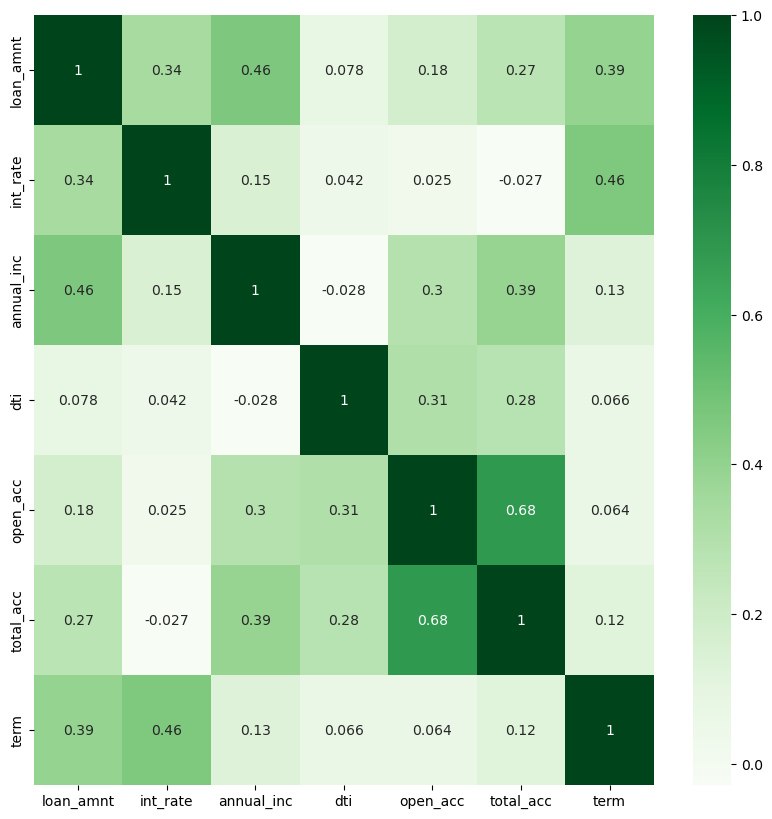 loan_amnt 1 0.34 0.46 0.078 0.18 0.27 0.39
int_rate 0.34 1 0.15 0.042 0.025 -0.027 0.46
annual_inc 0.46 0.15 1 -0.028 0.3 0.39 0.13
dti 0.078 0.042 -0.028 1 0.31 0.28 0.066
open_acc 0.18 0.025 0.3 0.31 1 0.68 0.064
total_acc 0.27 -0.027 0.39 0.28 0.68 1 0.12
term 0.39 0.46 0.13 0.066 0.064 0.12 1
loan_amnt int_rate annual_inc dti open_acc total_acc term
1.0
0.8
0.6
0.4
0.2
0.0